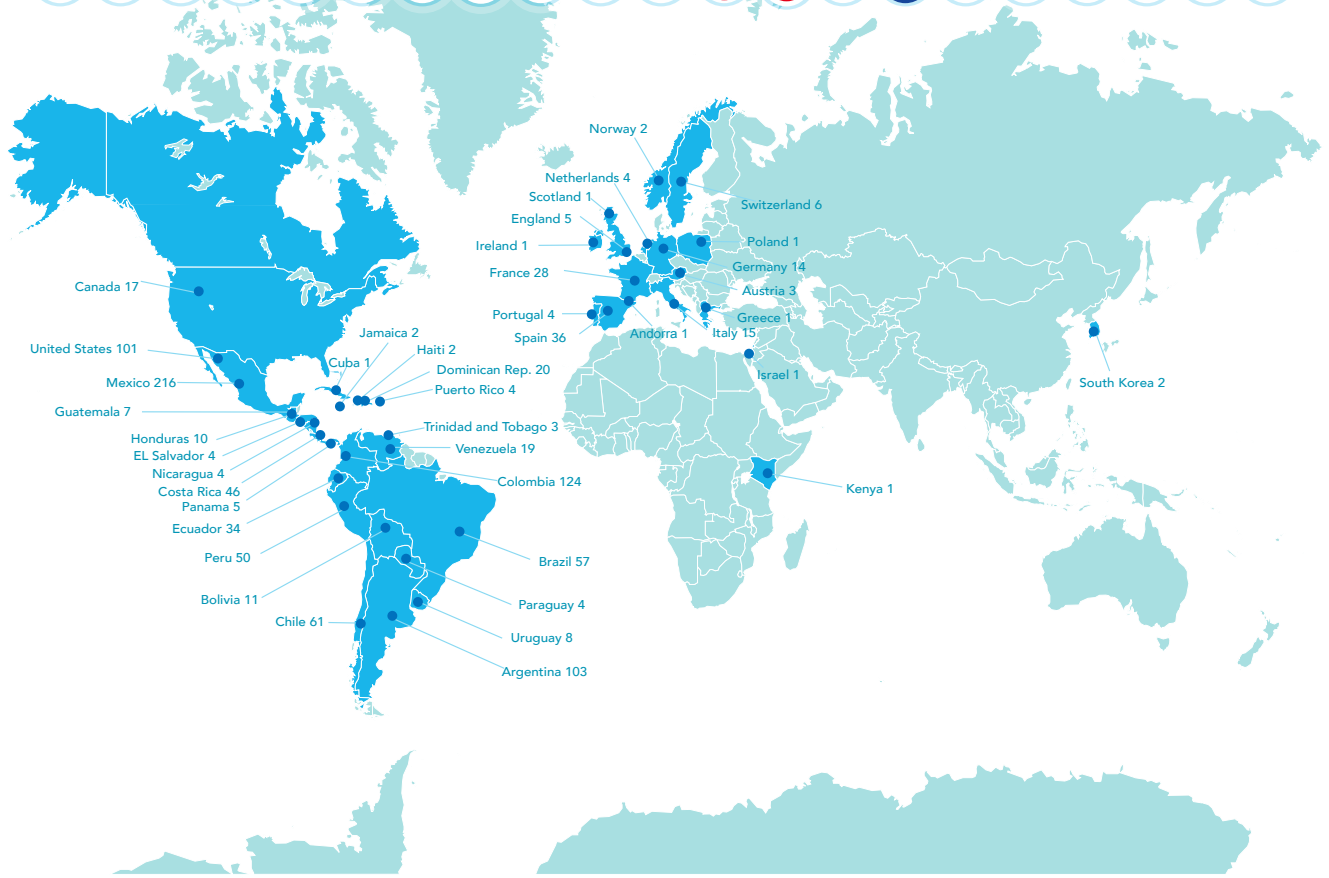 Norway 2
Netherlands 4
Scotland 1
Switzerland 6
England 5
Poland 1
Ireland 1
Germany 14
France 28
Canada 17
Austria 3
Portugal 4
Greece 1
Jamaica 2
Andorra 1
Italy 15
Spain 36
United States 101
Haiti 2
Cuba 1
Dominican Rep. 20
Israel 1
Mexico 216
South Korea 2
Puerto Rico 4
Guatemala 7
Trinidad and Tobago 3
Honduras 10
Venezuela 19
EL Salvador 4
Nicaragua 4
Colombia 124
Kenya 1
Costa Rica 46
Panama 5
Ecuador 34
Peru 50
Brazil 57
Bolivia 11
Paraguay 4
Chile 61
Uruguay 8
Argentina 103